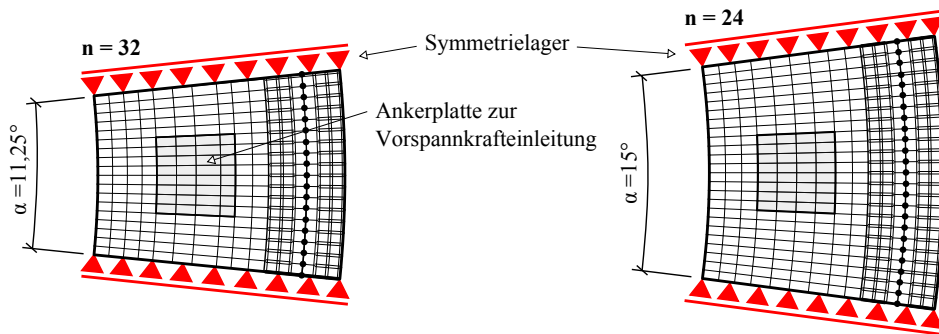 n = 32
Symmetrielager
n = 24
Ankerplatte zur
Vorspannkrafteinleitung
α =11,25°
α =15°